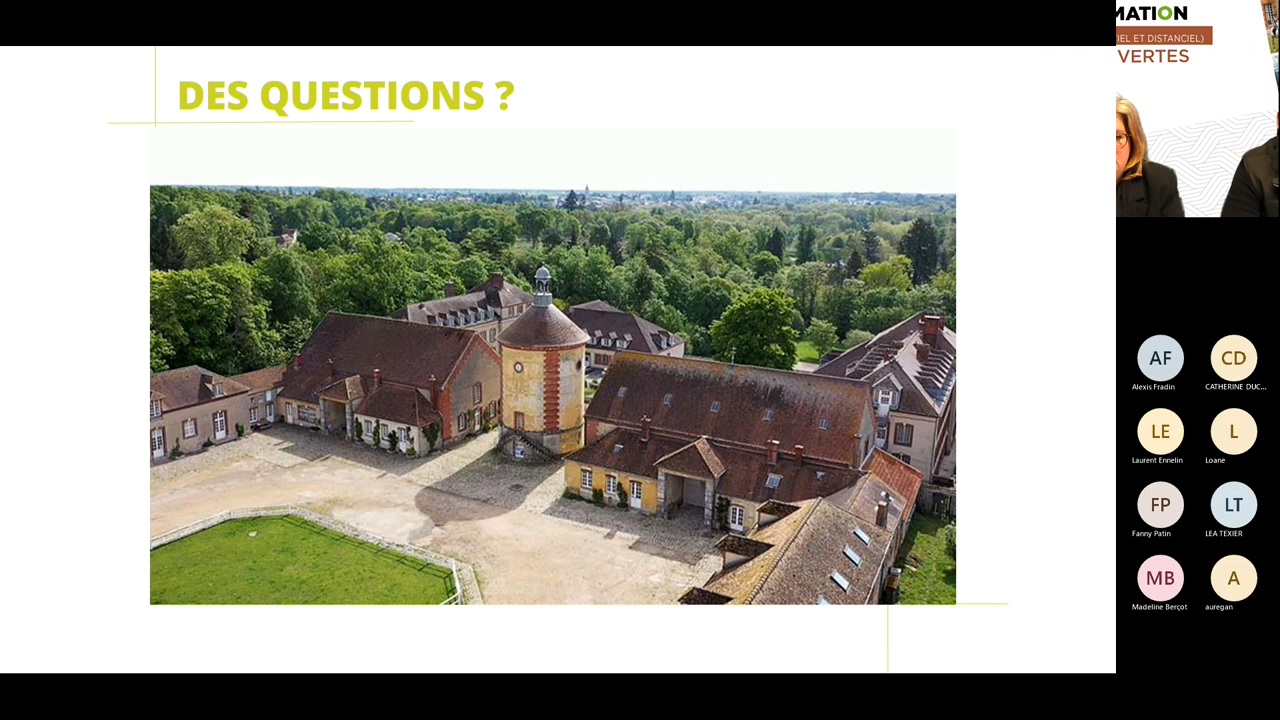 DES QUESTIONS ?
MATION
IEL ET DISTANCIEL)
VERTES
AF
Alexis Fradin
CD
CATHERINE DUC...
LE
Laurent Ennelin
L
Loane
FP
Fanny Patin
LT
LEA TEXIER
MB
Madeline Berçot
A
auregan